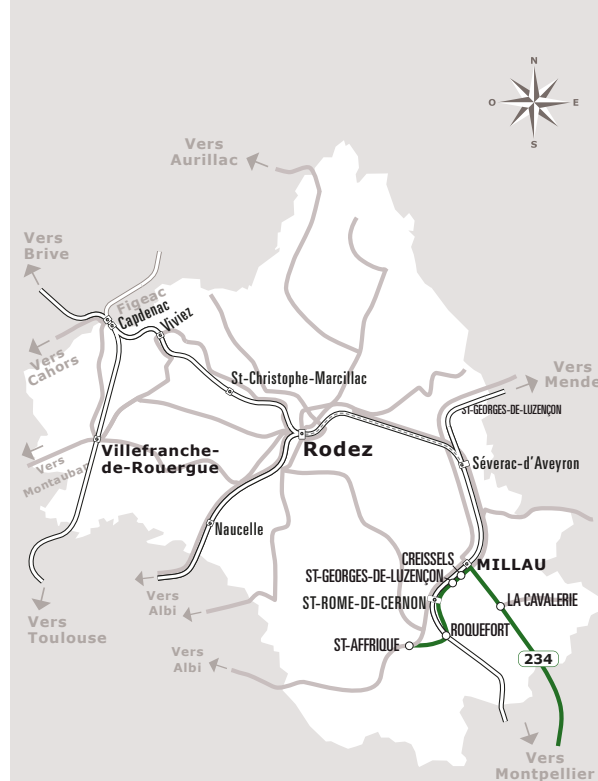 N
O
E
S
Vers
Aurillac
Vers
Brive
Figeac
Capdenac
Viviez
Vers
Cahors
St-Christophe-Marcillac
Vers
Mende
ST-GEORGES-DE-LUZENÇON
Rodez
Villefranche-
de-Rouergue
Séverac-d'Aveyron
Vers
Montauban
Naucelle
CREISSELS
MILLAU
ST-GEORGES-DE-LUZENÇON
Vers
Albi
ST-ROME-DE-CERNON
LA CAVALERIE
Vers
Toulouse
ROQUEFORT
ST-AFFRIQUE
Vers
Albi
234
Vers
Montpellier